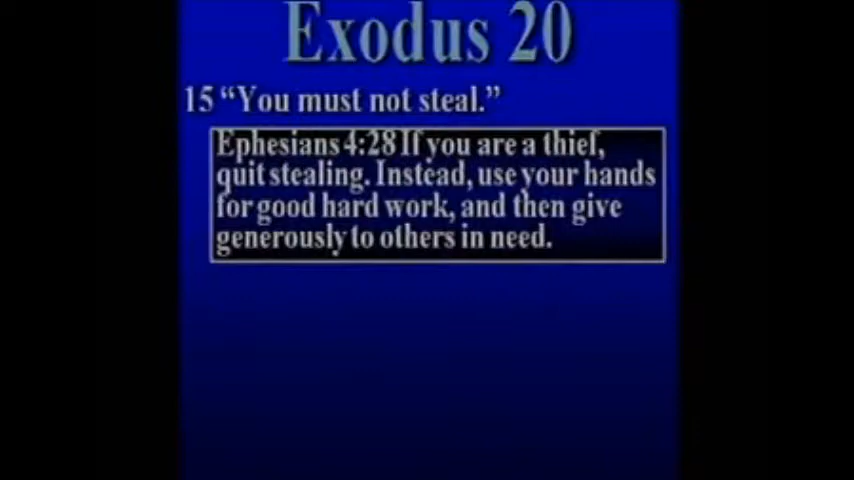 Exodus 20
15 “You must not steal.”
Ephesians 4:28 If you are a thief,
quit stealing. Instead, use your hands
for good hard work, and then give
generously to others in need.